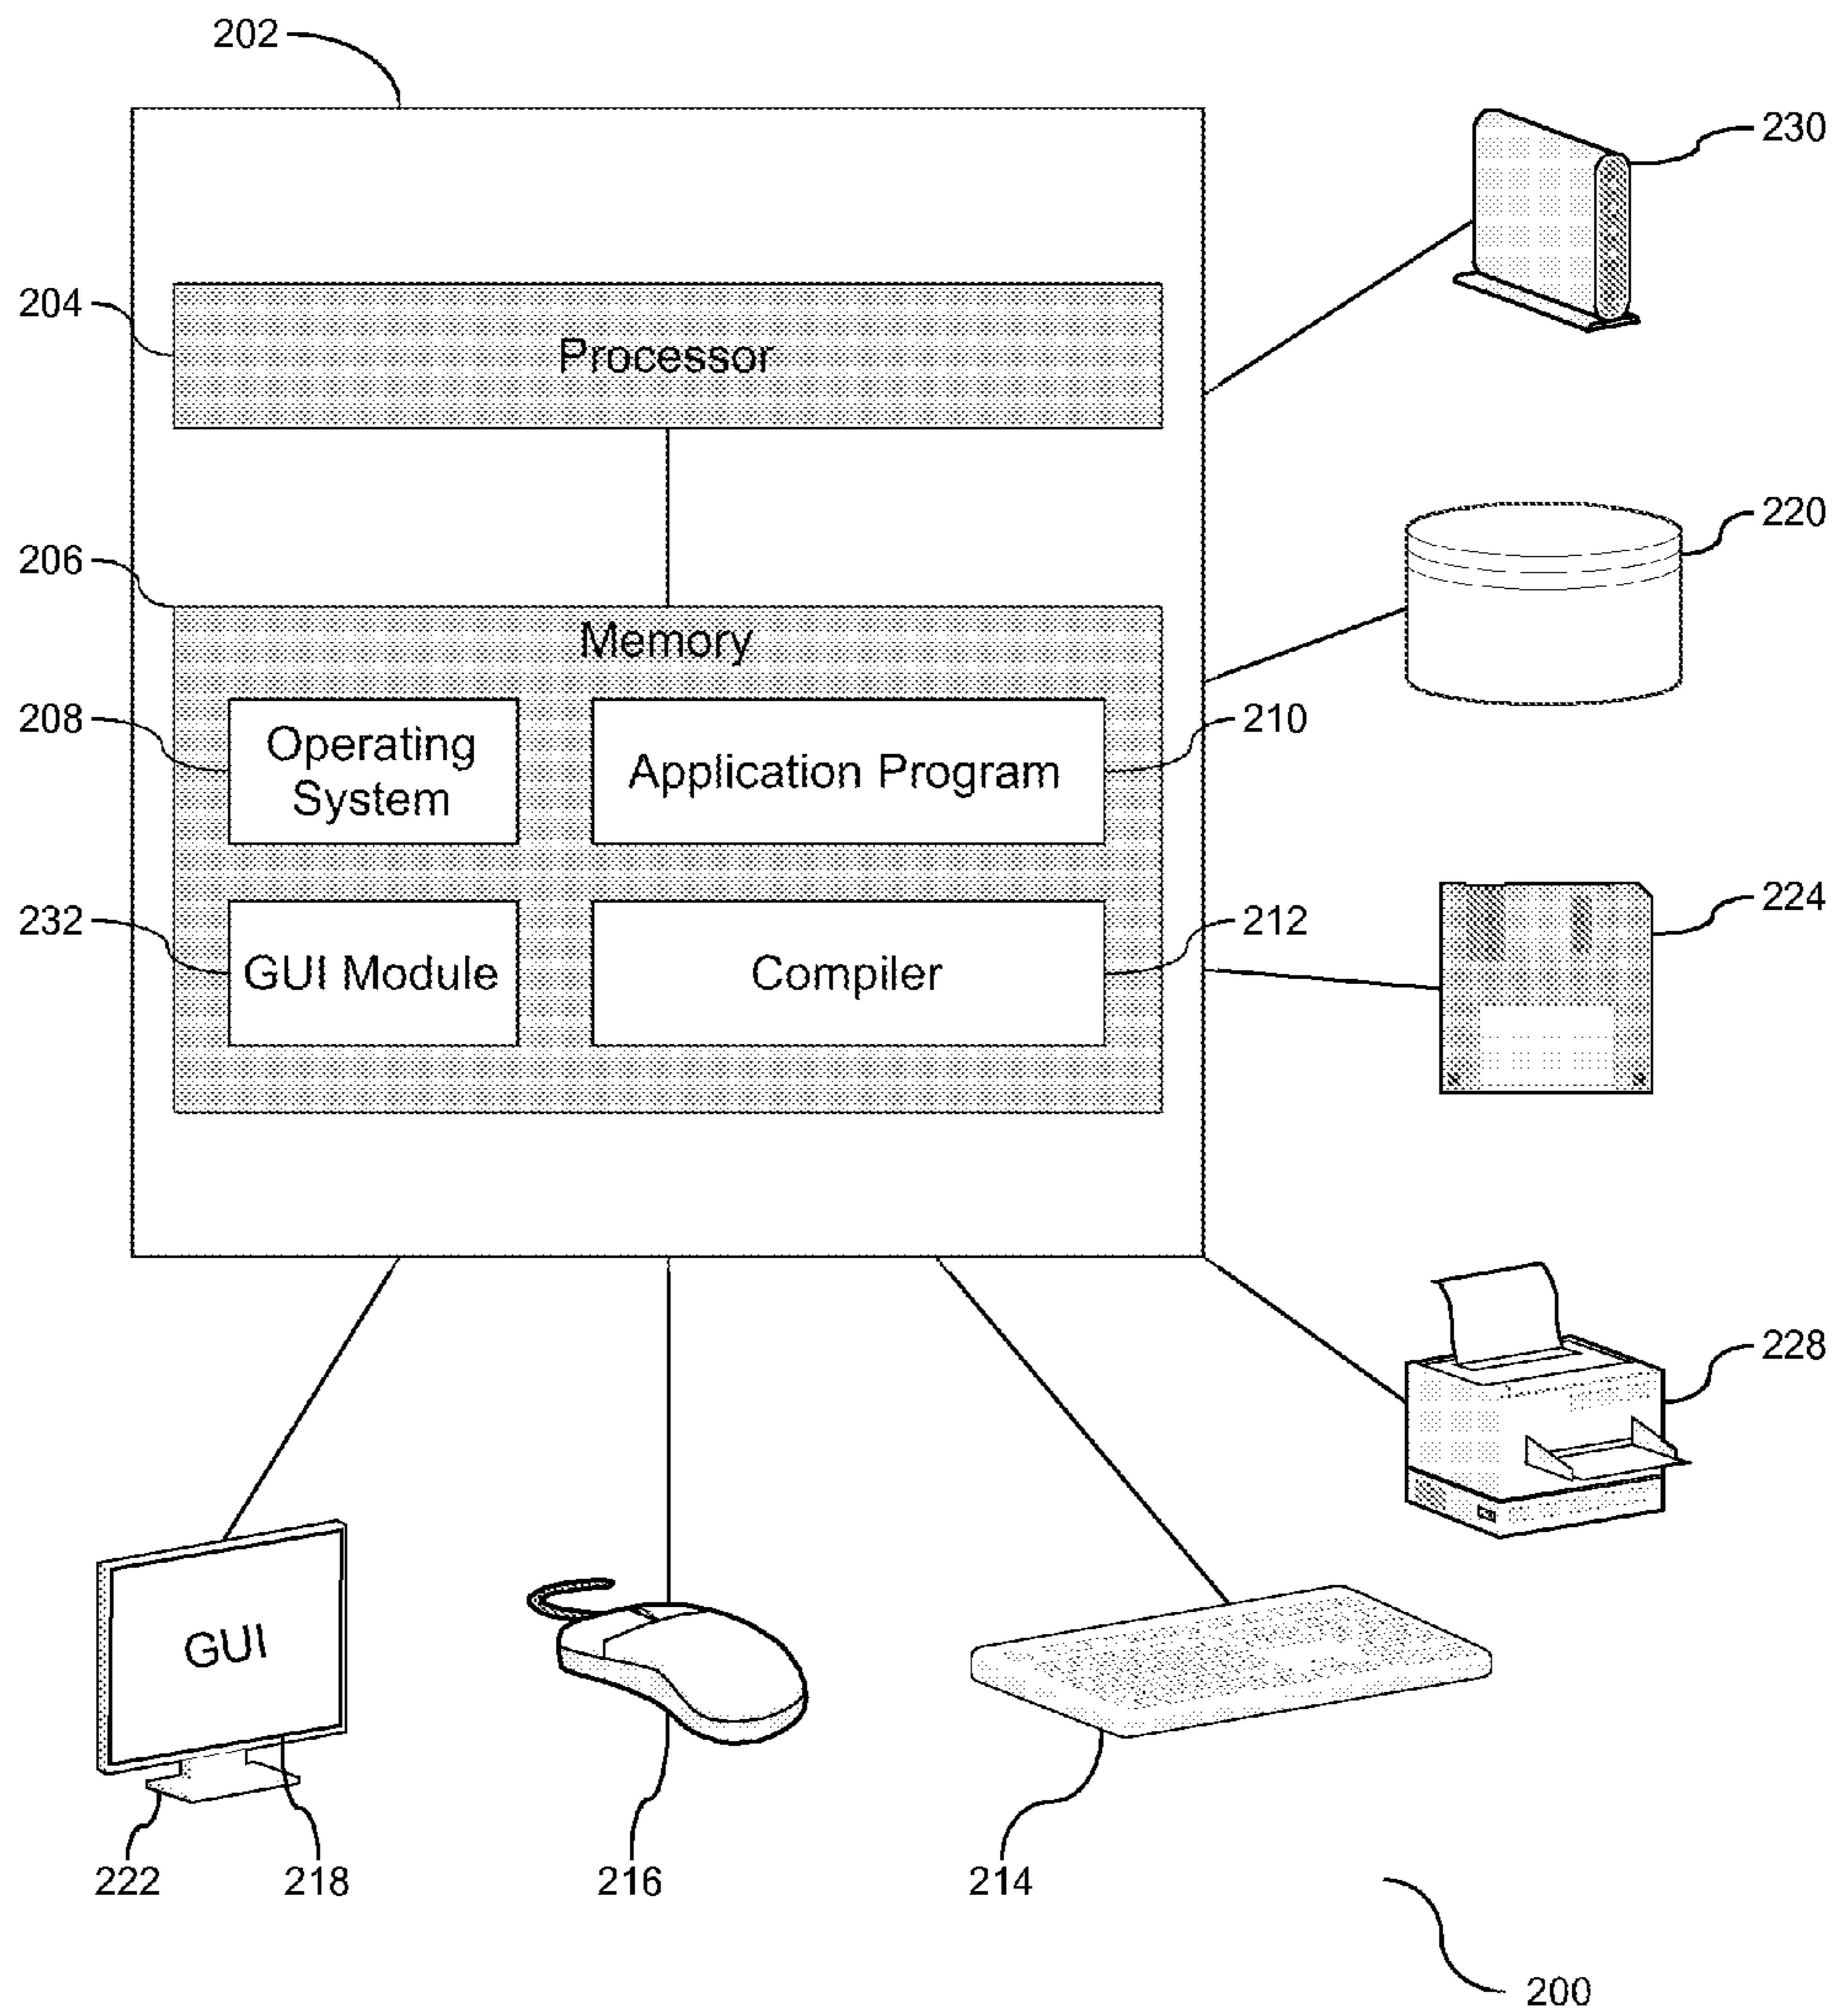 202
230
204
Processor
220
206
Memory
208
Operating
System
Application Program
210
224
232
GUI Module
Compiler
212
228
GUI
222
218
216
214
200